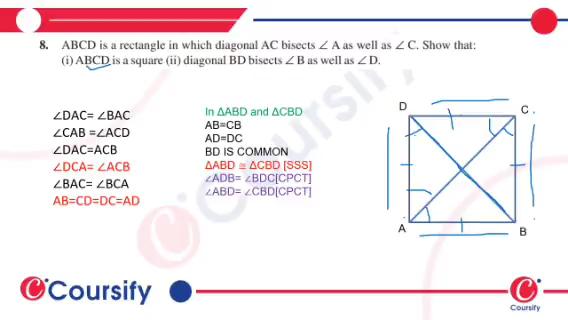 8. ABCD is a rectangle in which diagonal AC bisects ∠ A as well as ∠ C. Show that:
(i) ABCD is a square (ii) diagonal BD bisects ∠ B as well as ∠ D.
∠DAC= ∠BAC
∠CAB =∠ACD
∠DAC=∠ACB
∠DCA= ∠ACB
∠BAC= ∠BCA
AB=CD=DC=AD
In ΔABD and ΔCBD
AB=CB
AD=DC
BD IS COMMON
ΔABD ≅ ΔCBD [SSS]
∠ADB= ∠BDC[CPCT]
∠ABD= ∠CBD[CPCT]
D
C
A
B
Coursify
Coursify
Coursify